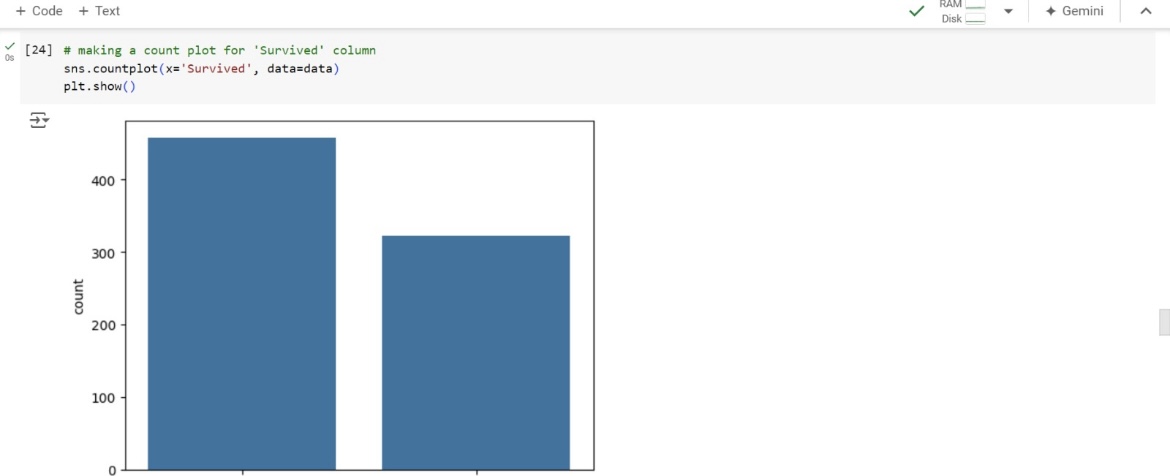 + Code + Text
RAM
Disk
Gemini
[24] # making a count plot for 'Survived' column
0s
sns.countplot(x='Survived', data=data)
plt.show()
400
300
count
200
100
0